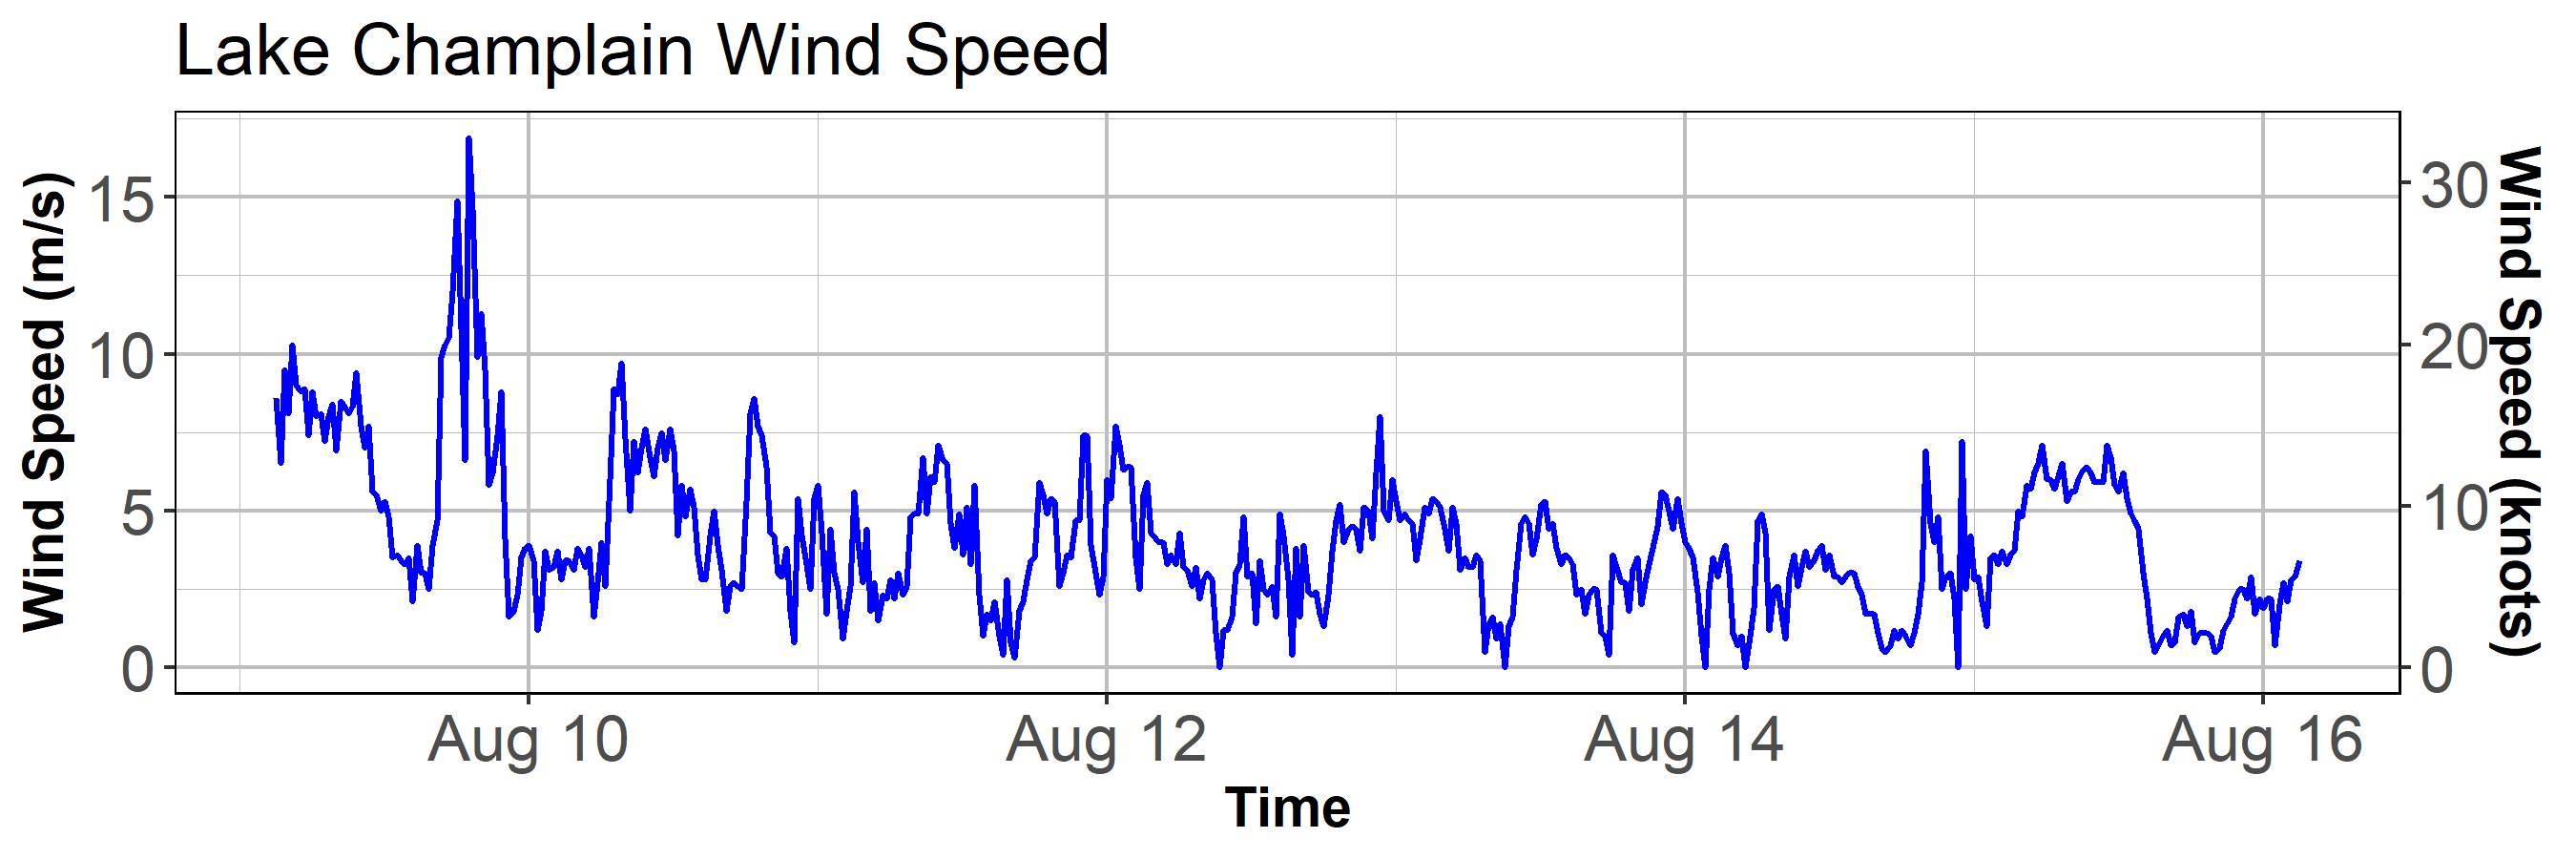 Lake Champlain Wind Speed
Wind Speed (m/s)
15
10
5
0
30
20
10
0
Wind Speed (knots)
Aug 10
Aug 12
Aug 14
Aug 16
Time